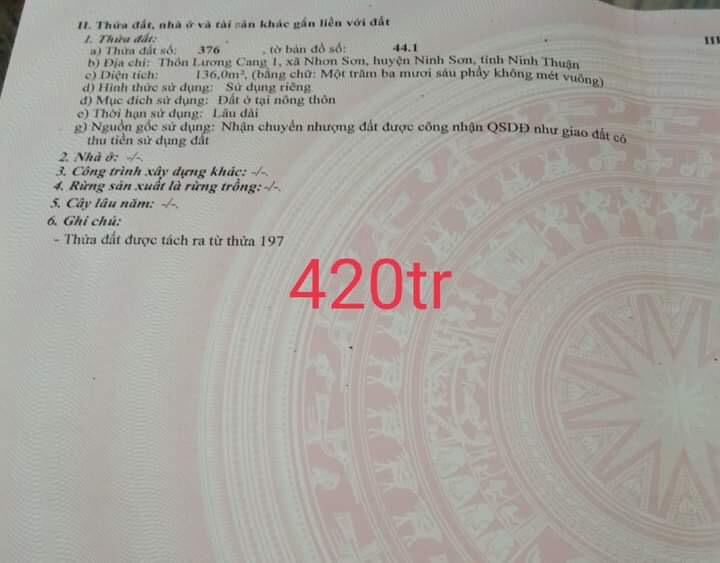 II. Thửa đất, nhà ở và tài sản khác gắn liền với đất
III
1. Thửa đất:
a) Thửa đất số: 376 , tờ bản đồ số: 44.1
b) Địa chỉ: Thôn Lương Cang 1, xã Nhơn Sơn, huyện Ninh Sơn, tỉnh Ninh Thuận
c) Diện tích: 136,0m², (bằng chữ: Một trăm ba mươi sáu phẩy không mét vuông)
d) Hình thức sử dụng: Sử dụng riêng
đ) Mục đích sử dụng: Đất ở tại nông thôn
e) Thời hạn sử dụng: Lâu dài
g) Nguồn gốc sử dụng: Nhận chuyển nhượng đất được công nhận QSDĐ như giao đất có
thu tiền sử dụng đất
2. Nhà ở: -/-.
3. Công trình xây dựng khác: -/-.
4. Rừng sản xuất là rừng trồng: -/-.
5. Cây lâu năm: -/-.
6. Ghi chú:
- Thửa đất được tách ra từ thửa 197
420tr